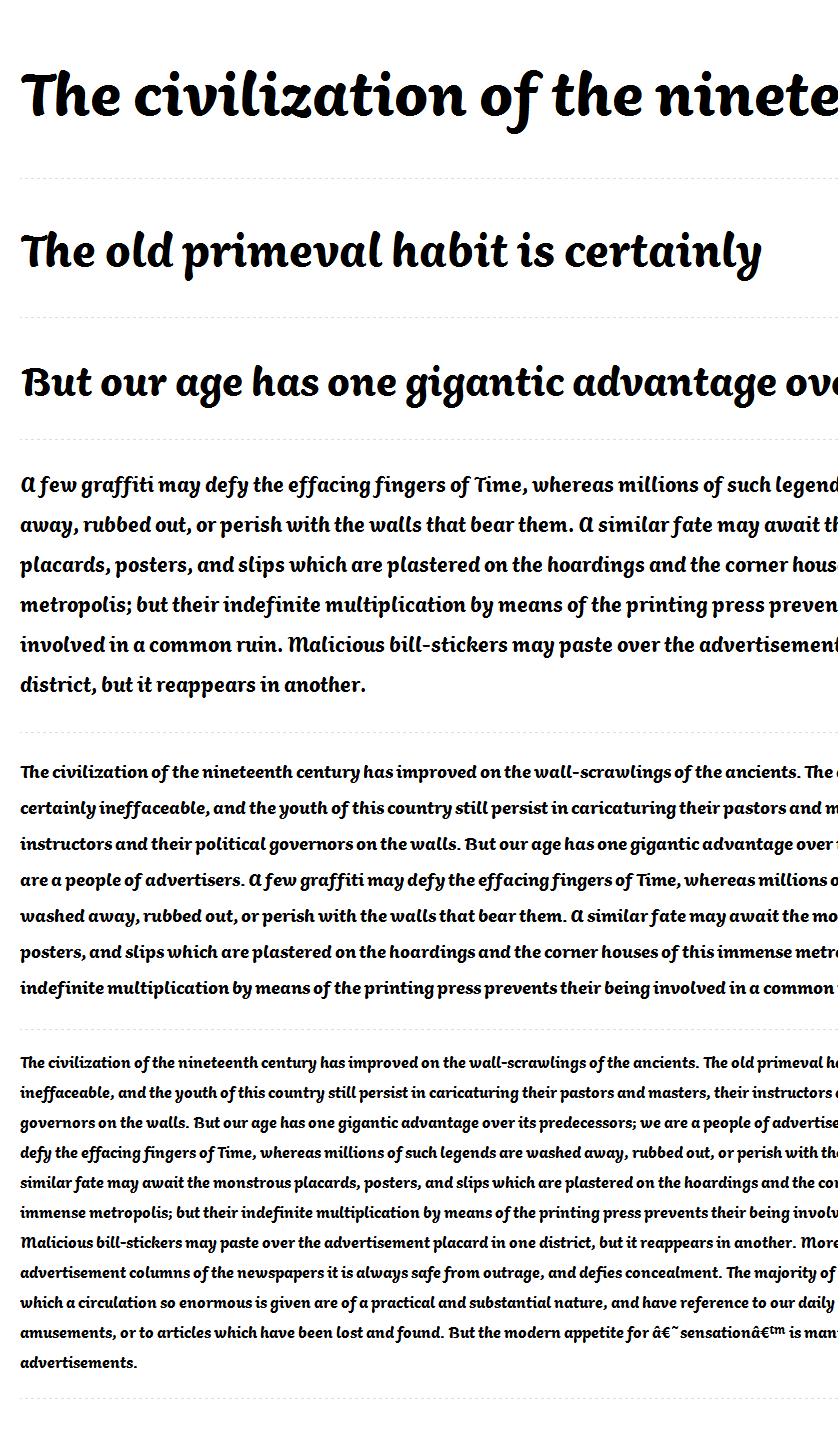 The civilization of the ninete
The old primeval habit is certainly
But our age has one gigantic advantage ove
A few graffiti may defy the effacing fingers of Time, whereas millions of such legend
away, rubbed out, or perish with the walls that bear them. A similar fate may await th
placards, posters, and slips which are plastered on the hoardings and the corner hous
metropolis; but their indefinite multiplication by means of the printing press preven
involved in a common ruin. Malicious bill-stickers may paste over the advertisement
district, but it reappears in another.
The civilization of the nineteenth century has improved on the wall-scrawlings of the ancients. The
certainly ineffaceable, and the youth of this country still persist in caricaturing their pastors and m
instructors and their political governors on the walls. But our age has one gigantic advantage over
are a people of advertisers. A few graffiti may defy the effacing fingers of Time, whereas millions o
washed away, rubbed out, or perish with the walls that bear them. A similar fate may await the mo
posters, and slips which are plastered on the hoardings and the corner houses of this immense metr
indefinite multiplication by means of the printing press prevents their being involved in a common
The civilization of the nineteenth century has improved on the wall-scrawlings of the ancients. The old primeval ha
ineffaceable, and the youth of this country still persist in caricaturing their pastors and masters, their instructors
governors on the walls. But our age has one gigantic advantage over its predecessors; we are a people of advertise
defy the effacing fingers of Time, whereas millions of such legends are washed away, rubbed out, or perish with the
similar fate may await the monstrous placards, posters, and slips which are plastered on the hoardings and the cor
immense metropolis; but their indefinite multiplication by means of the printing press prevents their being involv
Malicious bill-stickers may paste over the advertisement placard in one district, but it reappears in another. More
advertisement columns of the newspapers it is always safe from outrage, and defies concealment. The majority of
which a circulation so enormous is given are of a practical and substantial nature, and have reference to our daily
amusements, or to articles which have been lost and found. But the modern appetite for â€˜sensationâ€™ is man
advertisements.